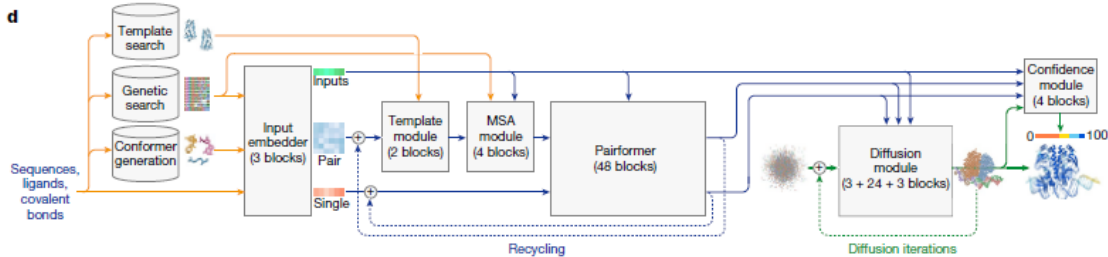 d
Template
search
Genetic
search
Conformer
generation
Sequences,
ligands,
covalent
bonds
Input
embedder
(3 blocks)
Inputs
Pair
Single
Template
module
(2 blocks)
MSA
module
(4 blocks)
Pairformer
(48 blocks)
Recycling
Diffusion
module
(3 + 24 + 3 blocks)
Diffusion iterations
Confidence
module
(4 blocks)
0 100